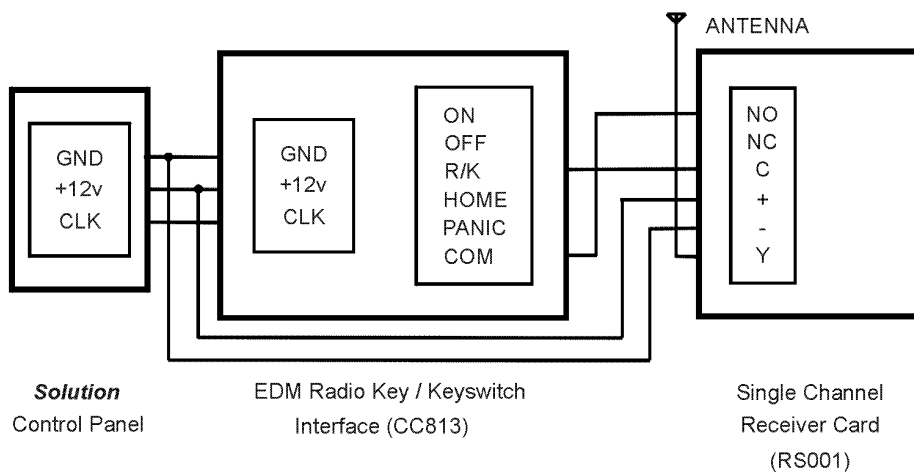 ANTENNA
GND
+12v
CLK
GND
+12v
CLK
ON
OFF
R/K
HOME
PANIC
COM
NO
NC
C
+
-
Y
Solution
Control Panel
EDM Radio Key / Keyswitch
Interface (CC813)
Single Channel
Receiver Card
(RS001)